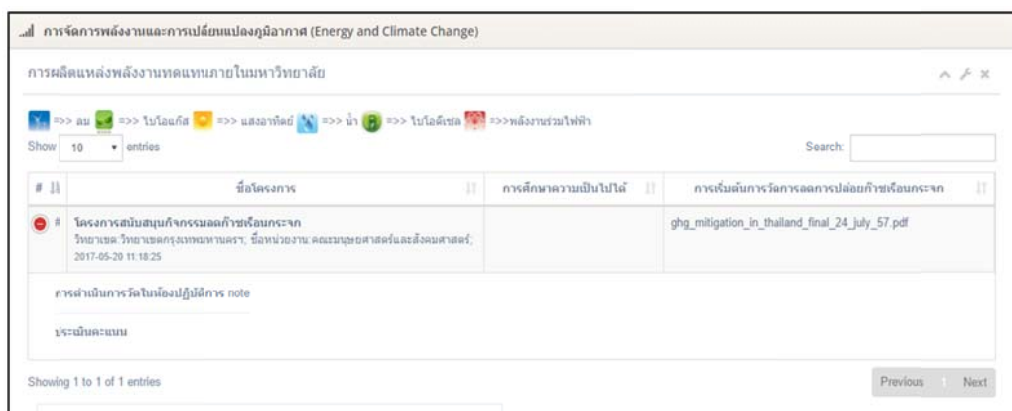 การจัดการพลังงานและการเปลี่ยนแปลงภูมิอากาศ (Energy and Climate Change)
การผลิตแหล่งพลังงานทดแทนภายในมหาวิทยาลัย
=>> ลม =>> ไบโอแก๊ส =>> แสงอาทิตย์ =>> น้ำ =>> ไบโอดีเซล =>>พลังงานร่วมไฟฟ้า
Show 10 entries Search:
# ชื่อโครงการ การศึกษาความเป็นไปได้ การเริ่มต้นการวัดการลดการปล่อยก๊าซเรือนกระจก
# โครงการสนับสนุนกิจกรรมลดก๊าซเรือนกระจก ghg_mitigation_in_thailand_final_24_july_57.pdf
วิทยาเขต:วิทยาเขตกรุงเทพมหานคร; ชื่อหน่วยงาน:คณะมนุษยศาสตร์และสังคมศาสตร์;
2017-05-20 11:18:25
การดำเนินการวัดในห้องปฏิบัติการ note
ประเมินคะแนน
Showing 1 to 1 of 1 entries Previous 1 Next